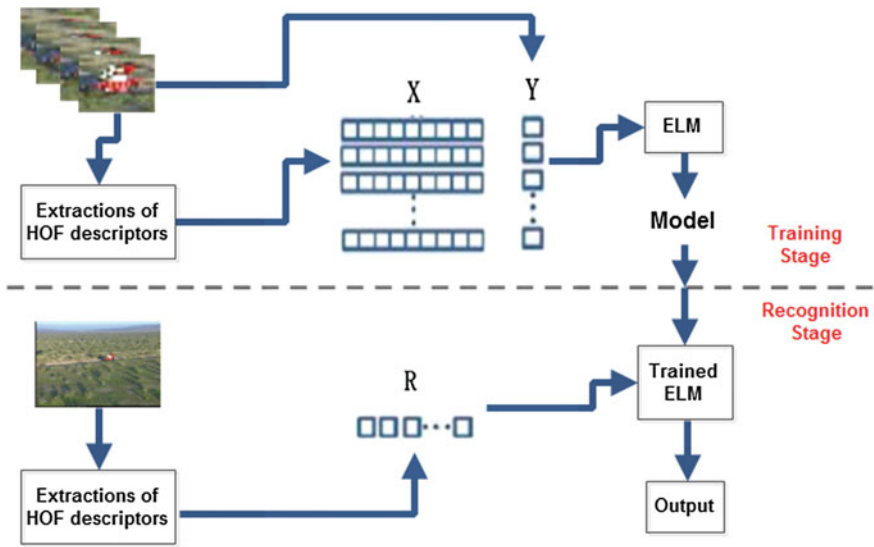 X
Y
ELM
Extractions of
HOF descriptors
Model
Training
Stage
Recognition
Stage
R
Trained
ELM
Extractions of
HOF descriptors
Output